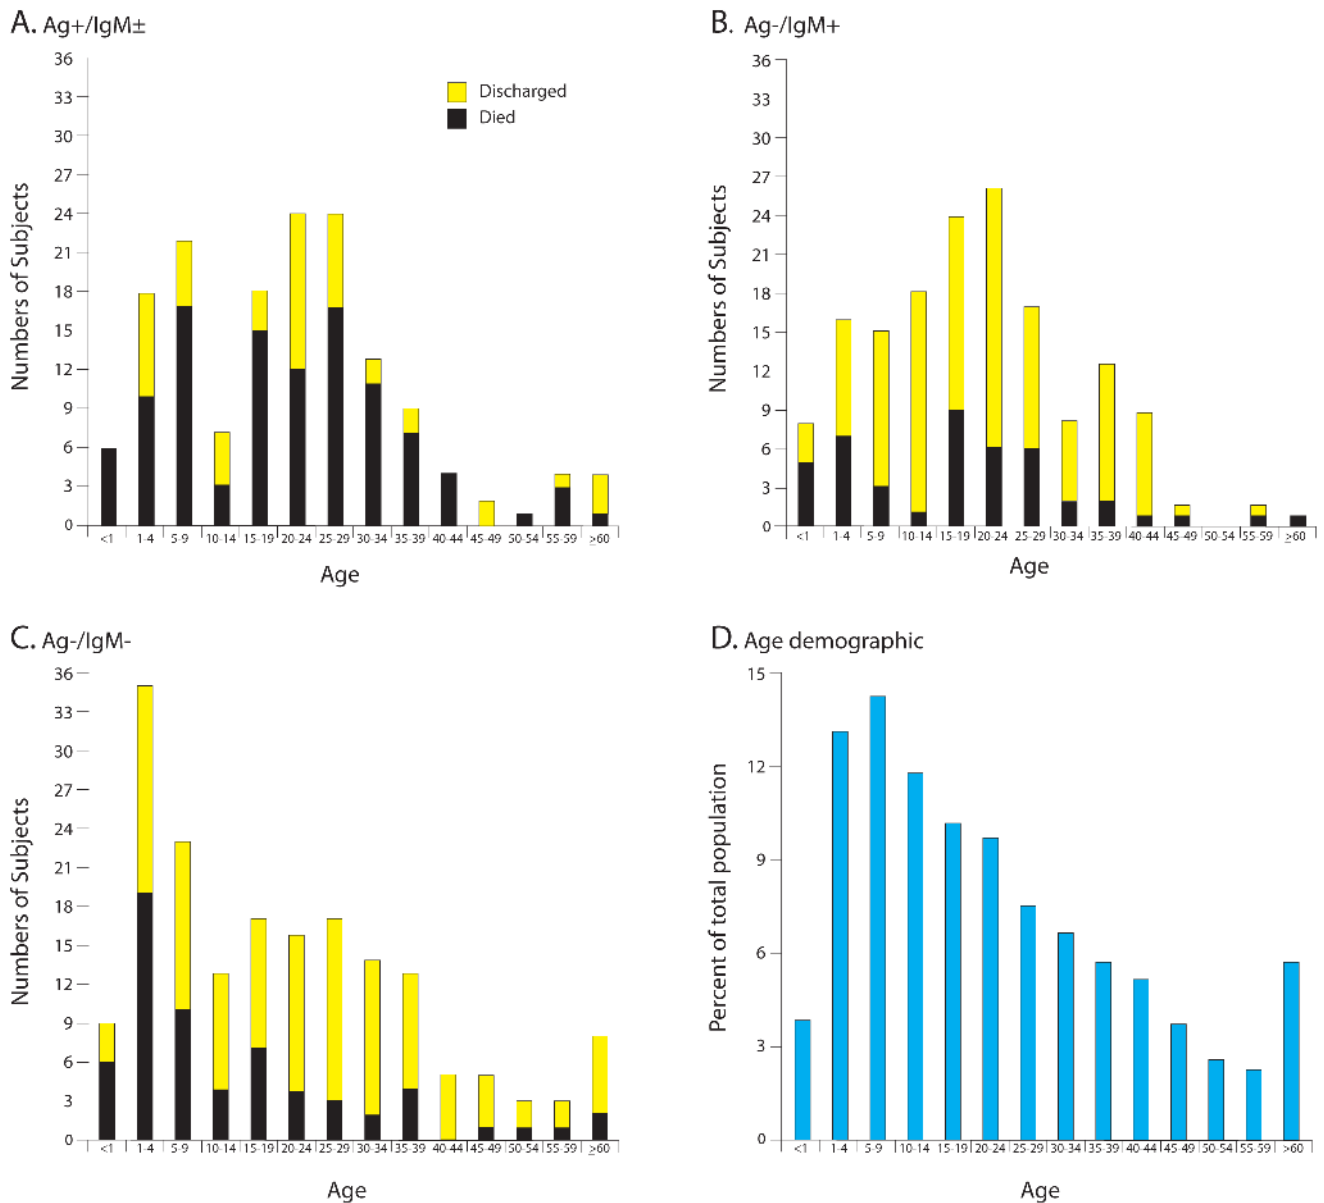 A. Ag+/IgM±
36
33
30
27
24
21
18
15
12
9
6
3
0
Numbers of Subjects
Discharged
Died
<1 1-4 5-9 10-14 15-19 20-24 25-29 30-34 35-39 40-44 45-49 50-54 55-59 ≥60
Age
B. Ag-/IgM+
36
33
30
27
24
21
18
15
12
9
6
3
0
Numbers of Subjects
<1 1-4 5-9 10-14 15-19 20-24 25-29 30-34 35-39 40-44 45-49 50-54 55-59 ≥60
Age
C. Ag-/IgM-
36
33
30
27
24
21
18
15
12
9
6
3
0
Numbers of Subjects
<1 1-4 5-9 10-14 15-19 20-24 25-29 30-34 35-39 40-44 45-49 50-54 55-59 ≥60
Age
D. Age demographic
15
12
9
6
3
0
Percent of total population
<1 1-4 5-9 10-14 15-19 20-24 25-29 30-34 35-39 40-44 45-49 50-54 55-59 >60
Age